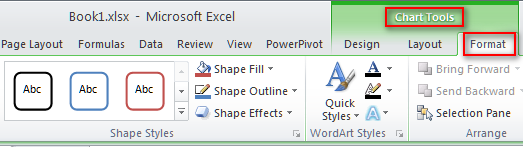 Book1.xlsx - Microsoft Excel
Chart Tools
Page Layout Formulas Data Review View PowerPivot Design Layout Format
Abc Abc Abc
Shape Fill
Shape Outline
Shape Effects
Shape Styles
Quick
Styles
A
A
A
A
WordArt Styles
Bring Forward
Send Backward
Selection Pane
Arrange